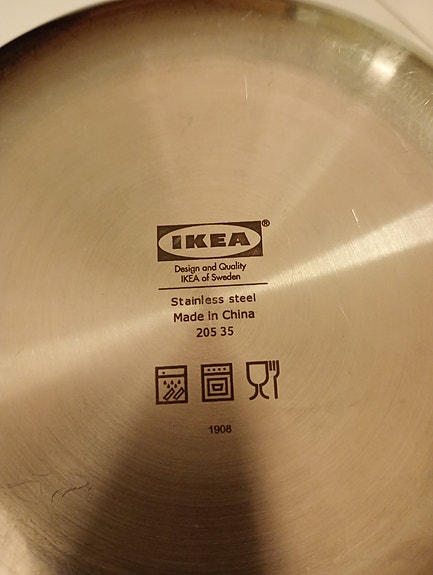 IKEA®
Design and Quality
IKEA of Sweden
Stainless steel
Made in China
205 35
1908